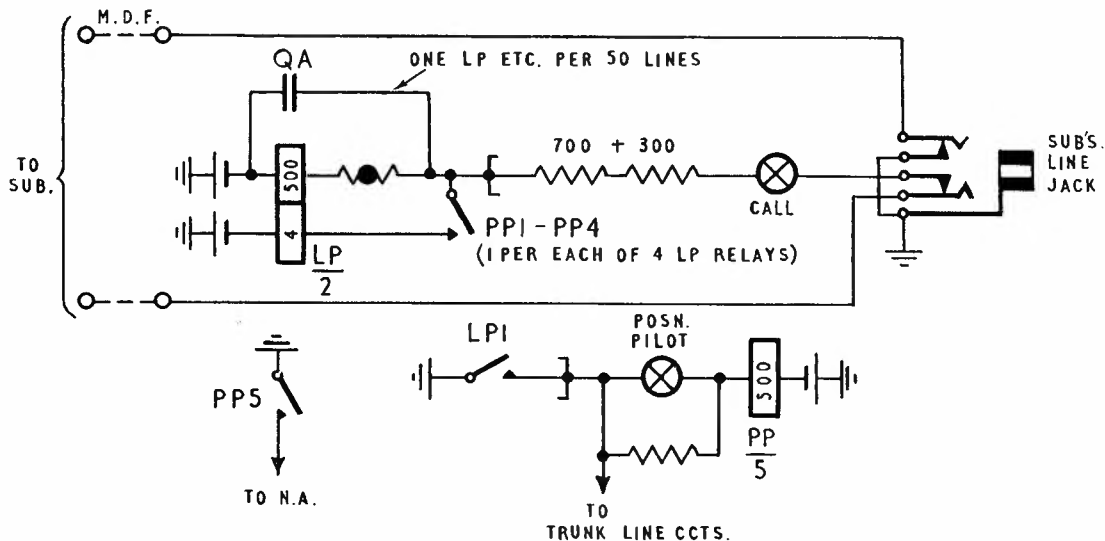 M.D.F.
QA
ONE LP ETC. PER 50 LINES
TO
SUB.
500
4
LP
2
700 + 300
CALL
PP1-PP4
(1 PER EACH OF 4 LP RELAYS)
SUB'S.
LINE
JACK
PP5
TO N.A.
LP1
POSN.
PILOT
500
PP
5
TO
TRUNK LINE CCTS.